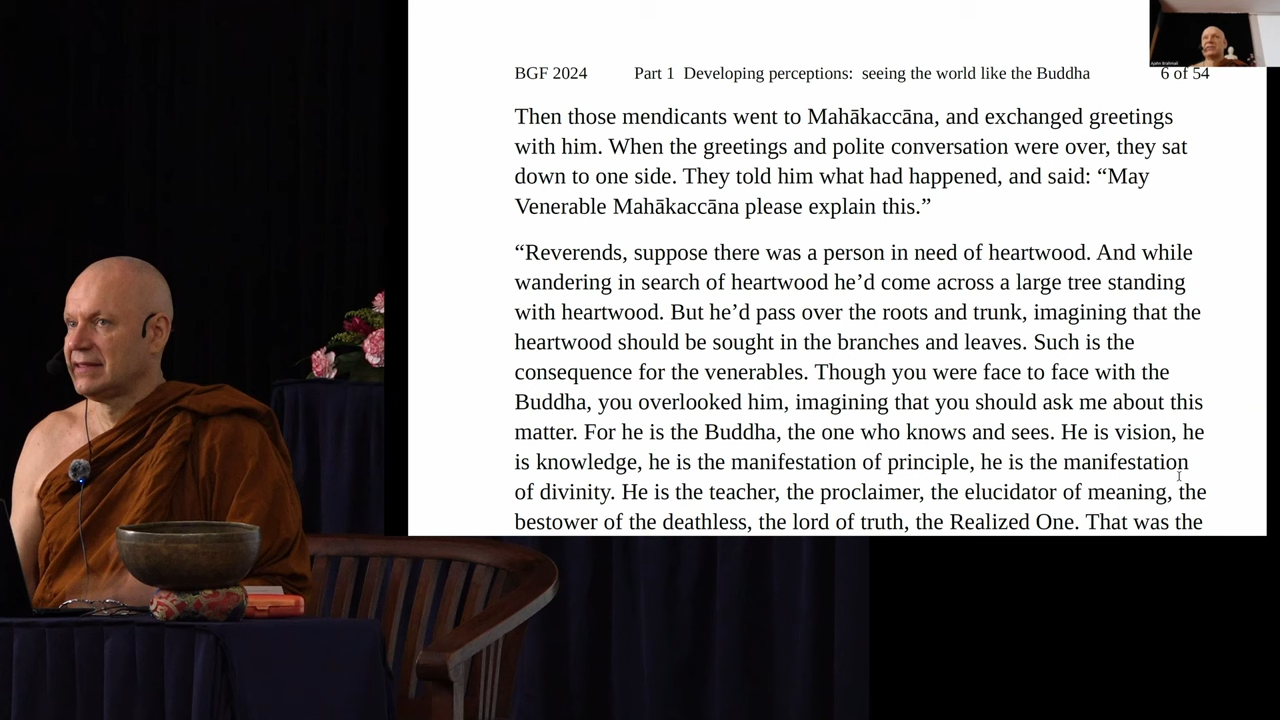 BGF 2024 Part 1 Developing perceptions: seeing the world like the Buddha 6 of 54
Then those mendicants went to Mahākaccāna, and exchanged greetings
with him. When the greetings and polite conversation were over, they sat
down to one side. They told him what had happened, and said: “May
Venerable Mahākaccāna please explain this.”
“Reverends, suppose there was a person in need of heartwood. And while
wandering in search of heartwood he’d come across a large tree standing
with heartwood. But he’d pass over the roots and trunk, imagining that the
heartwood should be sought in the branches and leaves. Such is the
consequence for the venerables. Though you were face to face with the
Buddha, you overlooked him, imagining that you should ask me about this
matter. For he is the Buddha, the one who knows and sees. He is vision, he
is knowledge, he is the manifestation of principle, he is the manifestation
of divinity. He is the teacher, the proclaimer, the elucidator of meaning, the
bestower of the deathless, the lord of truth, the Realized One. That was the
Ajahn Brahmali